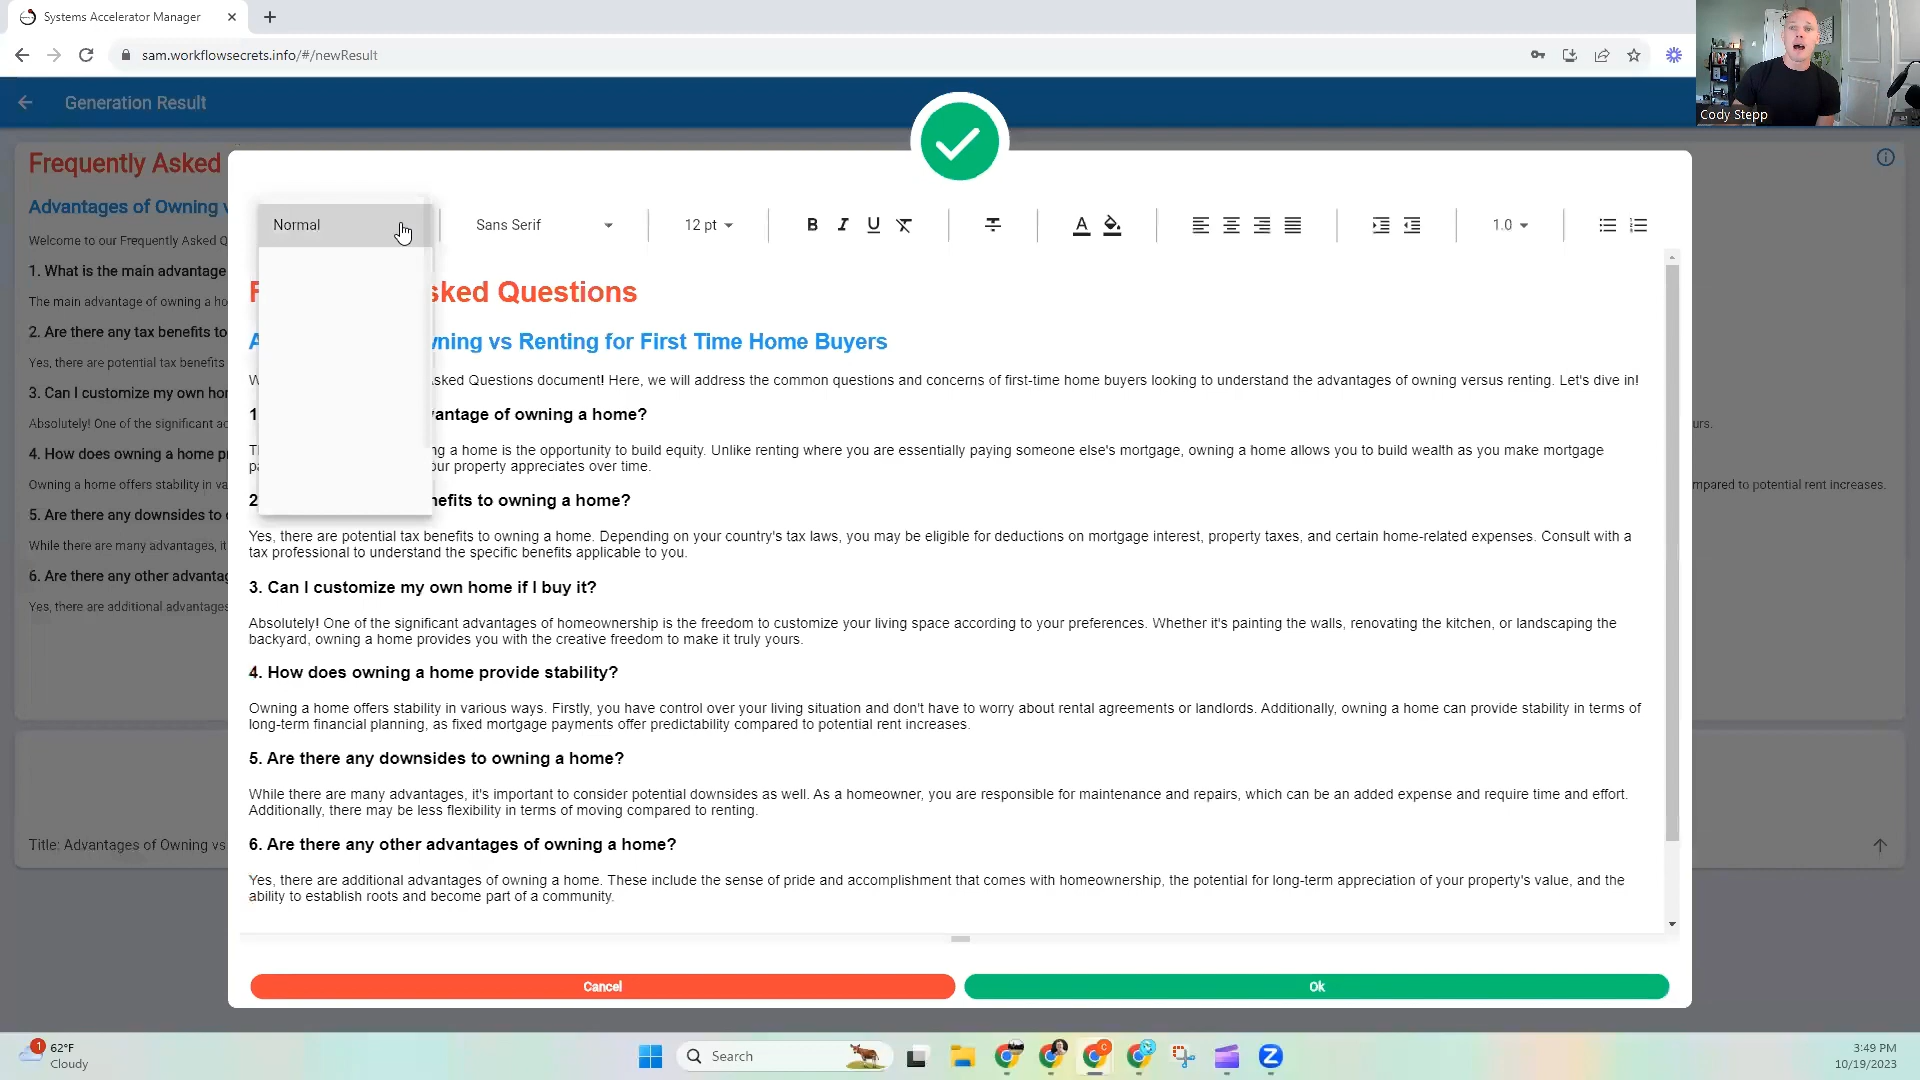 Systems Accelerator Manager
sam.workflowsecrets.info/#/newResult
Cody Stepp
Generation Result
Frequently Asked
Advantages of Owning v
Welcome to our Frequently Asked Q
1. What is the main advantage
The main advantage of owning a ho
2. Are there any tax benefits to
Yes, there are potential tax benefits
3. Can I customize my own hor
Absolutely! One of the significant ad
4. How does owning a home pr
Owning a home offers stability in va
5. Are there any downsides to
While there are many advantages, it
6. Are there any other advantag
Yes, there are additional advantages
Title: Advantages of Owning vs
urs.
mpared to potential rent increases.
Normal
Sans Serif
12 pt
B I U
A
1.0
F sked Questions
A vning vs Renting for First Time Home Buyers
W sked Questions document! Here, we will address the common questions and concerns of first-time home buyers looking to understand the advantages of owning versus renting. Let's dive in!
1 vantage of owning a home?
T ng a home is the opportunity to build equity. Unlike renting where you are essentially paying someone else's mortgage, owning a home allows you to build wealth as you make mortgage
pa our property appreciates over time.
2 nefits to owning a home?
Yes, there are potential tax benefits to owning a home. Depending on your country's tax laws, you may be eligible for deductions on mortgage interest, property taxes, and certain home-related expenses. Consult with a
tax professional to understand the specific benefits applicable to you.
3. Can I customize my own home if I buy it?
Absolutely! One of the significant advantages of homeownership is the freedom to customize your living space according to your preferences. Whether it's painting the walls, renovating the kitchen, or landscaping the
backyard, owning a home provides you with the creative freedom to make it truly yours.
4. How does owning a home provide stability?
Owning a home offers stability in various ways. Firstly, you have control over your living situation and don't have to worry about rental agreements or landlords. Additionally, owning a home can provide stability in terms of
long-term financial planning, as fixed mortgage payments offer predictability compared to potential rent increases.
5. Are there any downsides to owning a home?
While there are many advantages, it's important to consider potential downsides as well. As a homeowner, you are responsible for maintenance and repairs, which can be an added expense and require time and effort.
Additionally, there may be less flexibility in terms of moving compared to renting.
6. Are there any other advantages of owning a home?
Yes, there are additional advantages of owning a home. These include the sense of pride and accomplishment that comes with homeownership, the potential for long-term appreciation of your property's value, and the
ability to establish roots and become part of a community.
Cancel
Ok
1
62°F
Cloudy
Search
3:49 PM
10/19/2023